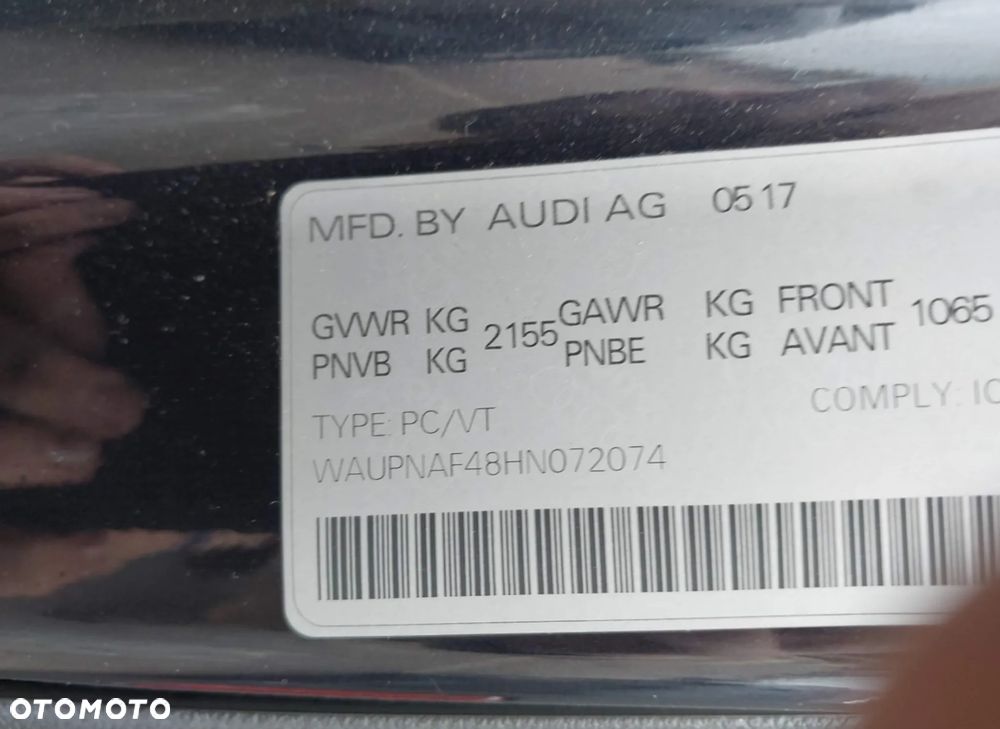 MFD. BY AUDI AG 05 17
GVWR KG 2155 GAWR KG FRONT 1065
PNVB KG PNBE KG AVANT
TYPE: PC/VT COMPLY: IC
WAUPNAF48HN072074
OTOMOTO